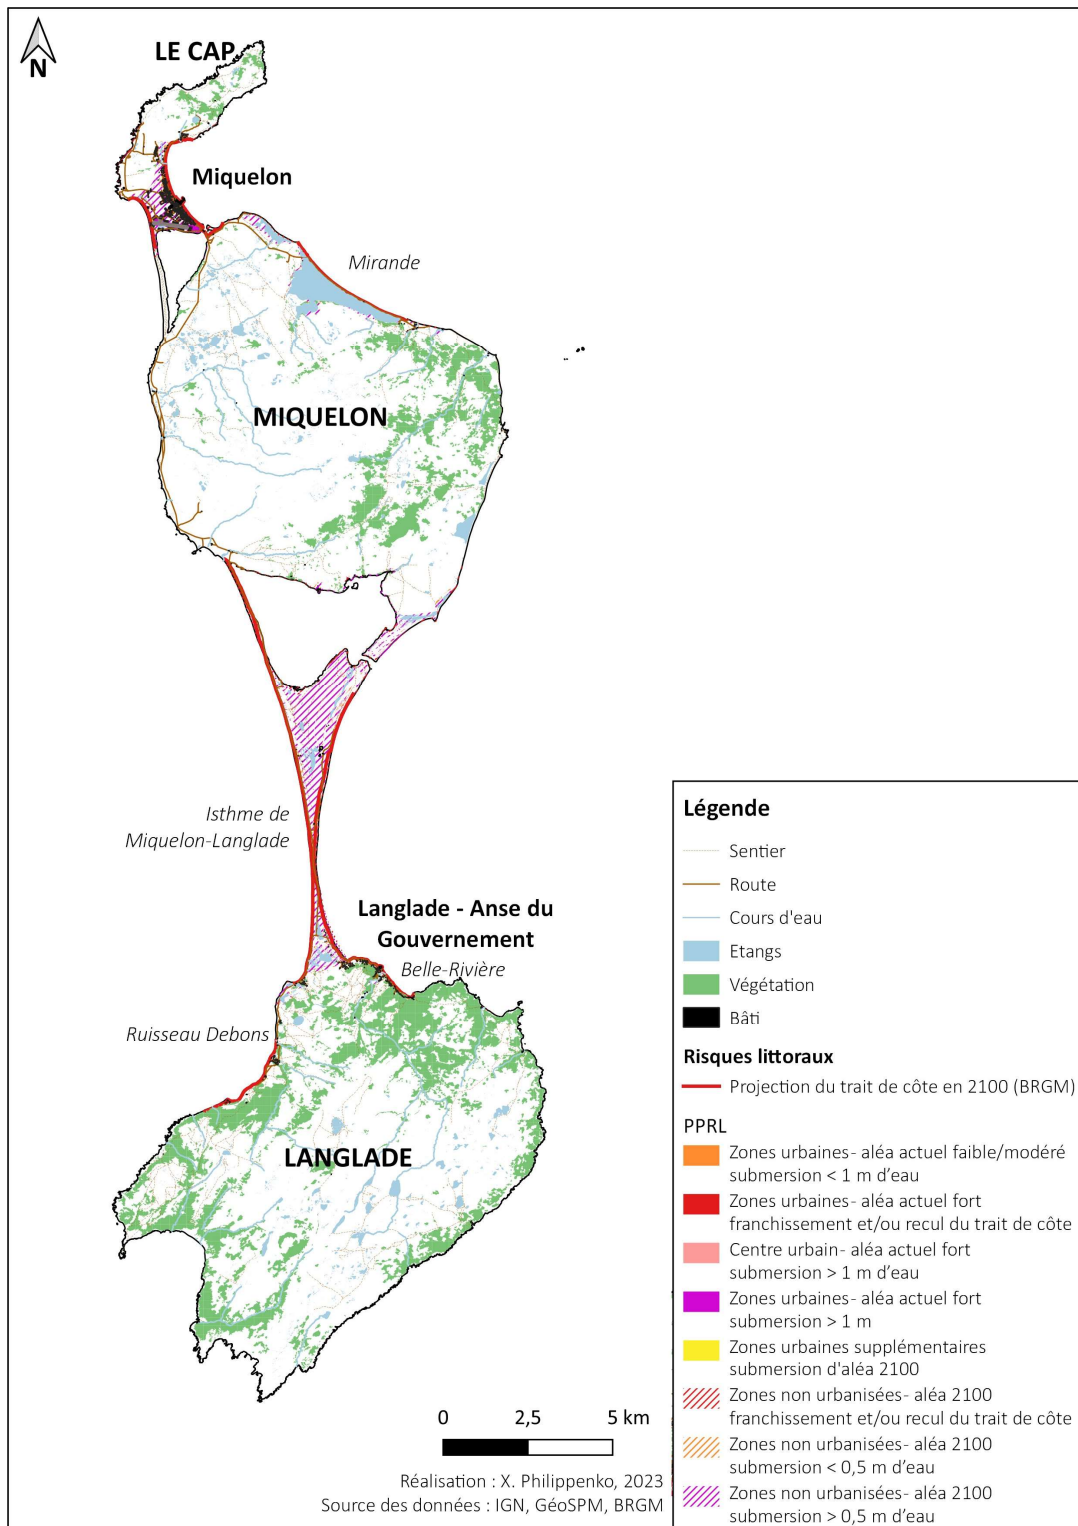 N
LE CAP
Miquelon
Mirande
MIQUELON
Isthme de
Miquelon-Langlade
Langlade - Anse du
Gouvernement
Belle-Rivière
Ruisseau Debons
LANGLADE
0 2,5 5 km
Réalisation : X. Philippenko, 2023
Source des données : IGN, GéoSPM, BRGM
Légende
Sentier
Route
Cours d'eau
Etangs
Végétation
Bâti
Risques littoraux
Projection du trait de côte en 2100 (BRGM)
PPRL
Zones urbaines- aléa actuel faible/modéré
submersion < 1 m d’eau
Zones urbaines- aléa actuel fort
franchissement et/ou recul du trait de côte
Centre urbain- aléa actuel fort
submersion > 1 m d’eau
Zones urbaines- aléa actuel fort
submersion > 1 m
Zones urbaines supplémentaires
submersion d'aléa 2100
Zones non urbanisées- aléa 2100
franchissement et/ou recul du trait de côte
Zones non urbanisées- aléa 2100
submersion < 0,5 m d’eau
Zones non urbanisées- aléa 2100
submersion > 0,5 m d’eau